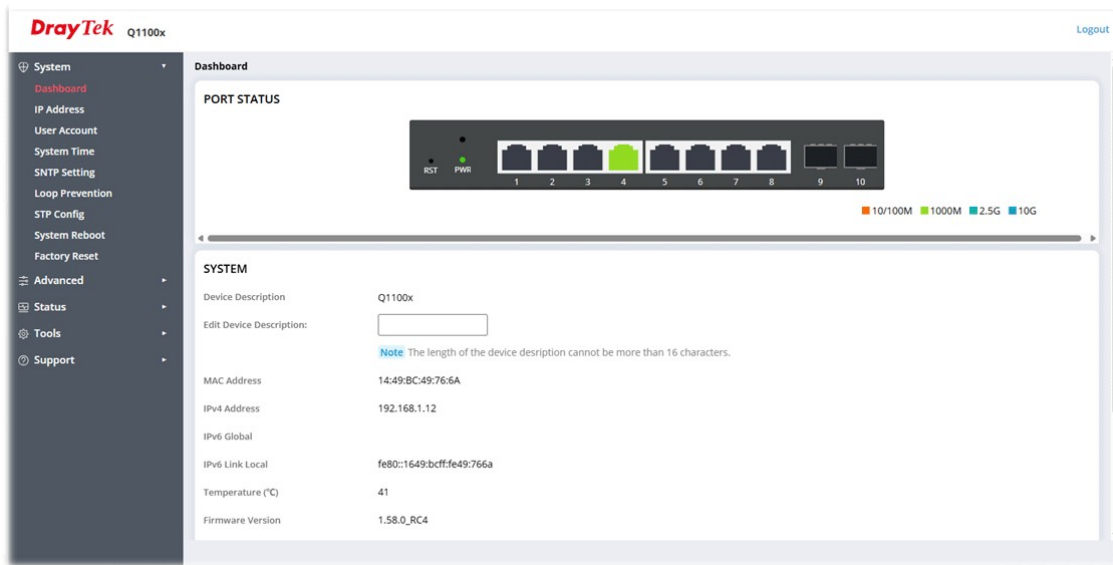 DrayTek Q1100x
Logout
System
Dashboard
IP Address
User Account
System Time
SNTP Setting
Loop Prevention
STP Config
System Reboot
Factory Reset
Advanced
Status
Tools
Support
Dashboard
PORT STATUS
RST PWR
1 2 3 4 5 6 7 8 9 10
10/100M 1000M 2.5G 10G
SYSTEM
Device Description Q1100x
Edit Device Description:
Note The length of the device desription cannot be more than 16 characters.
MAC Address 14:49:BC:49:76:6A
IPv4 Address 192.168.1.12
IPv6 Global
IPv6 Link Local fe80::1649:bcff:fe49:766a
Temperature (°C) 41
Firmware Version 1.58.0_RC4